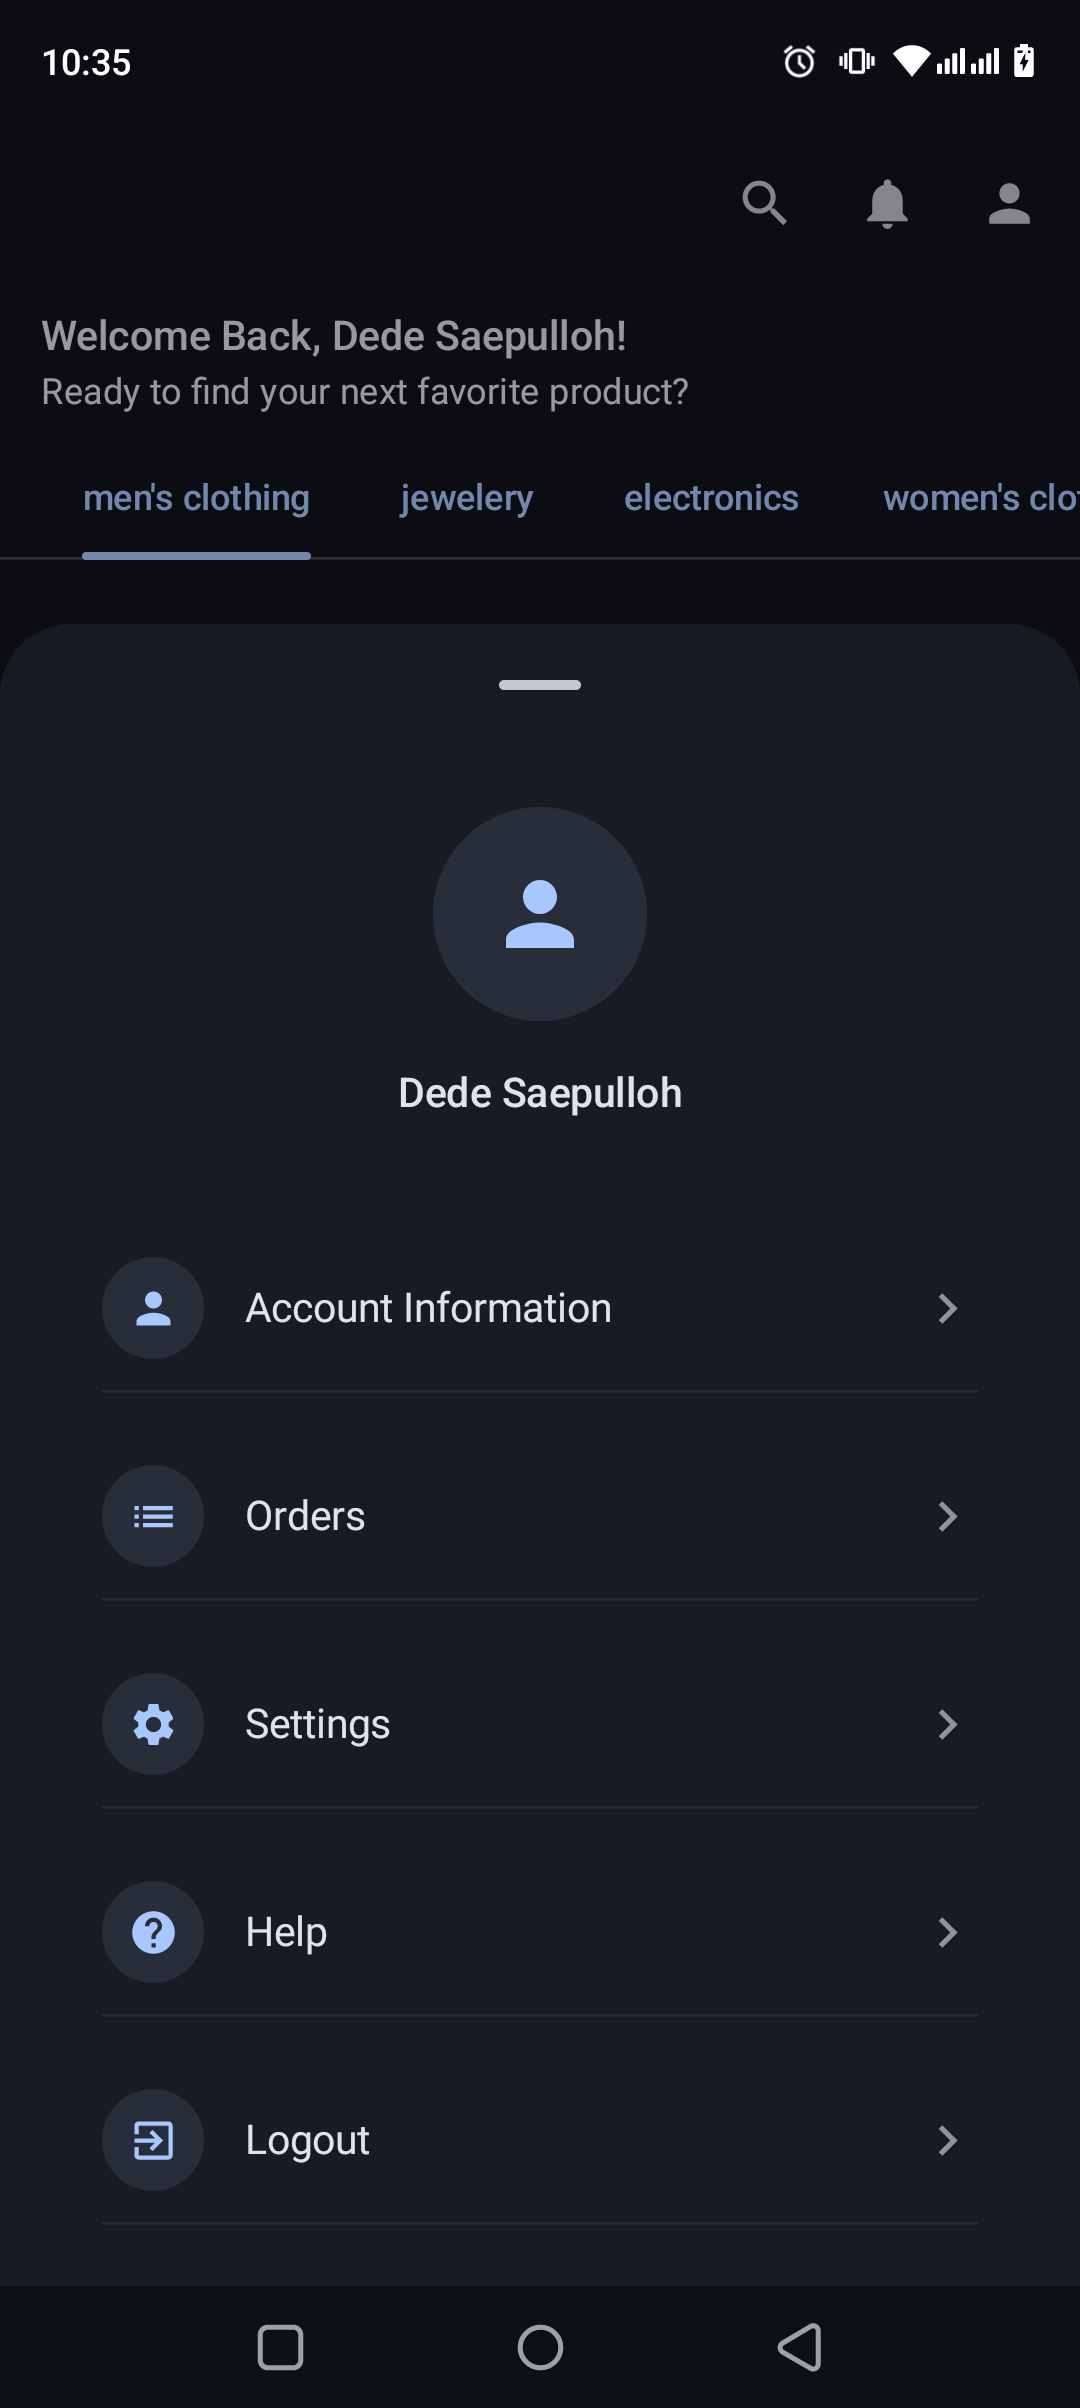 10:35
Welcome Back, Dede Saepulloh!
Ready to find your next favorite product?
men's clothing jewelery electronics women's clo
Dede Saepulloh
Account Information
Orders
Settings
Help
Logout